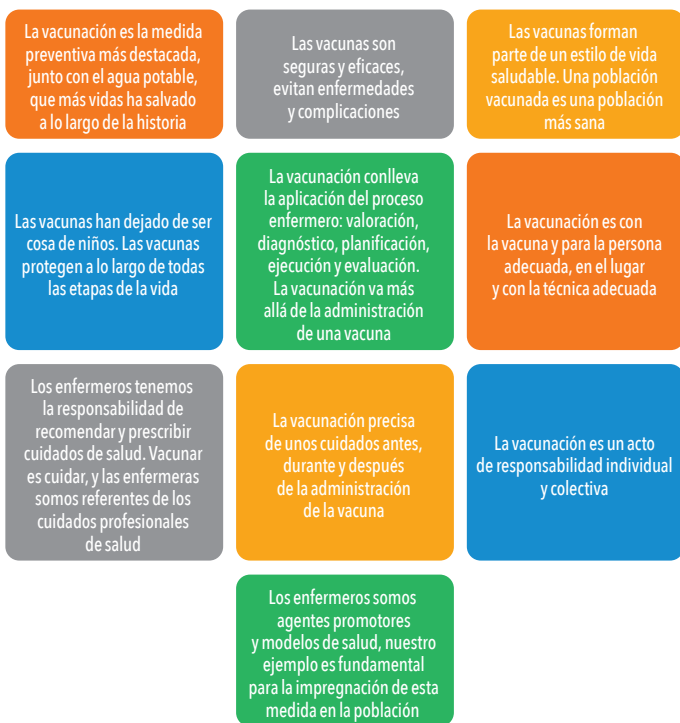 La vacunación es la medida
preventiva más destacada,
junto con el agua potable,
que más vidas ha salvado
a lo largo de la historia
Las vacunas son
seguras y eficaces,
evitan enfermedades
y complicaciones
Las vacunas forman
parte de un estilo de vida
saludable. Una población
vacunada es una población
más sana
Las vacunas han dejado de ser
cosa de niños. Las vacunas
protegen a lo largo de todas
las etapas de la vida
La vacunación conlleva
la aplicación del proceso
enfermero: valoración,
diagnóstico, planificación,
ejecución y evaluación.
La vacunación va más
allá de la administración
de una vacuna
La vacunación es con
la vacuna y para la persona
adecuada, en el lugar
y con la técnica adecuada
Los enfermeros tenemos
la responsabilidad de
recomendar y prescribir
cuidados de salud. Vacunar
es cuidar, y las enfermeras
somos referentes de los
cuidados profesionales
de salud
La vacunación precisa
de unos cuidados antes,
durante y después
de la administración
de la vacuna
La vacunación es un acto
de responsabilidad individual
y colectiva
Los enfermeros somos
agentes promotores
y modelos de salud, nuestro
ejemplo es fundamental
para la impregnación de esta
medida en la población